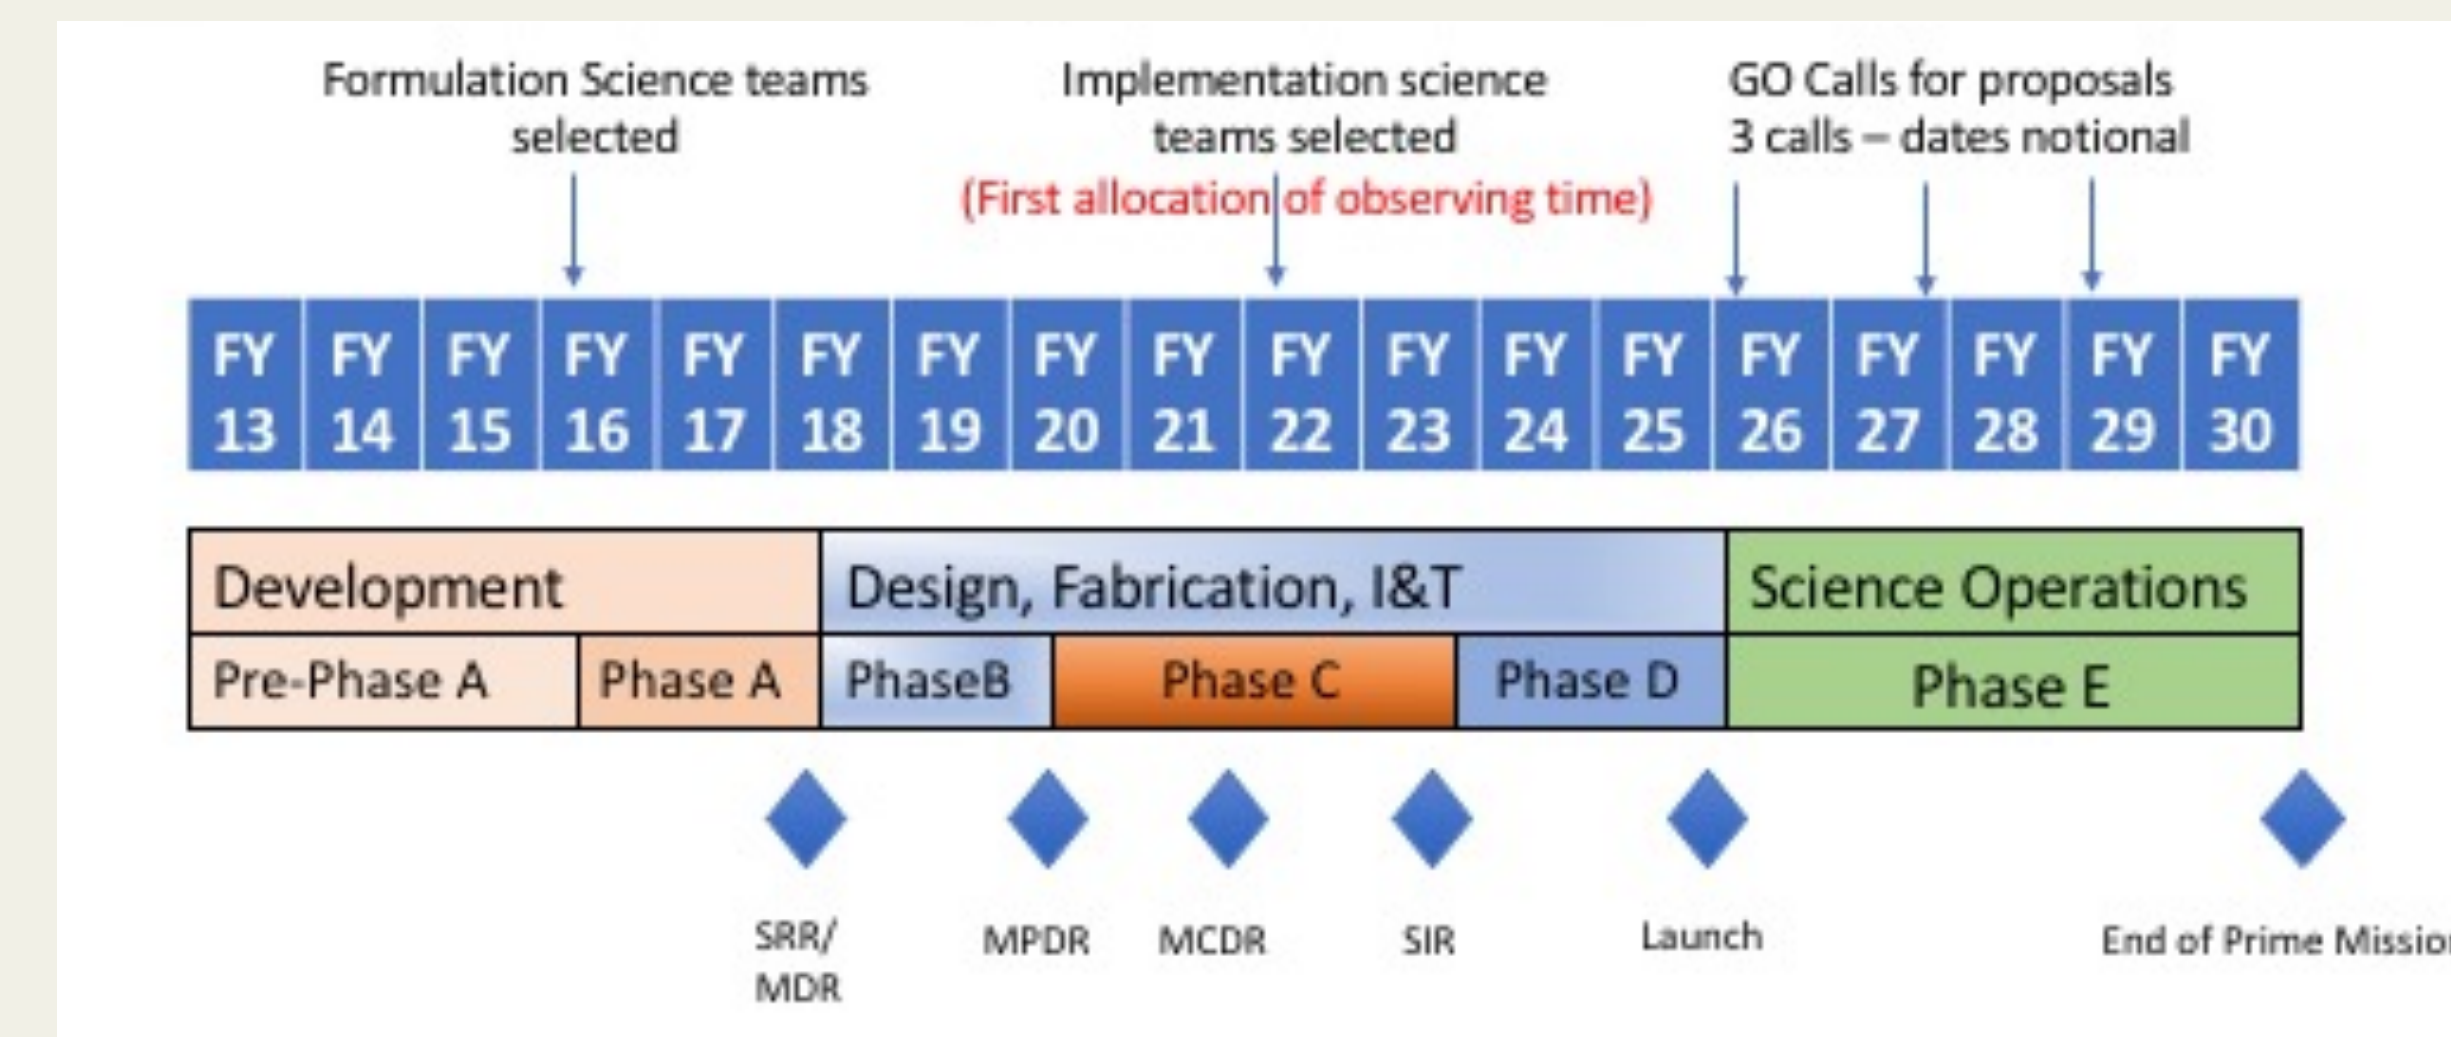 Formulation Science teams
selected
Implementation science
teams selected
(First allocation of observing time)
GO Calls for proposals
3 calls – dates notional
FY 13
FY 14
FY 15
FY 16
FY 17
FY 18
FY 19
FY 20
FY 21
FY 22
FY 23
FY 24
FY 25
FY 26
FY 27
FY 28
FY 29
FY 30
Development
Design, Fabrication, I&T
Science Operations
Pre-Phase A
Phase A
PhaseB
Phase C
Phase D
Phase E
SRR/
MDR
MPDR
MCDR
SIR
Launch
End of Prime Mission